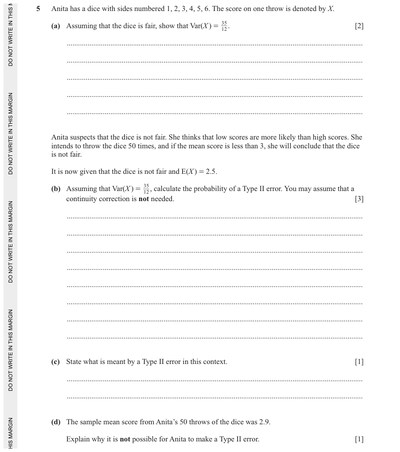 5 Anita has a dice with sides numbered 1, 2, 3, 4, 5, 6. The score on one throw is denoted by X.
(a) Assuming that the dice is fair, show that Var(X) = 35/12. [2]
Anita suspects that the dice is not fair. She thinks that low scores are more likely than high scores. She
intends to throw the dice 50 times, and if the mean score is less than 3, she will conclude that the dice
is not fair.
It is now given that the dice is not fair and E(X) = 2.5.
(b) Assuming that Var(X) = 35/12, calculate the probability of a Type II error. You may assume that a
continuity correction is not needed. [3]
(c) State what is meant by a Type II error in this context. [1]
(d) The sample mean score from Anita's 50 throws of the dice was 2.9.
Explain why it is not possible for Anita to make a Type II error. [1]
DO NOT WRITE IN THIS M
DO NOT WRITE IN THIS MARGIN
DO NOT WRITE IN THIS MARGIN
DO NOT WRITE IN THIS MARGIN
HIS MARGIN